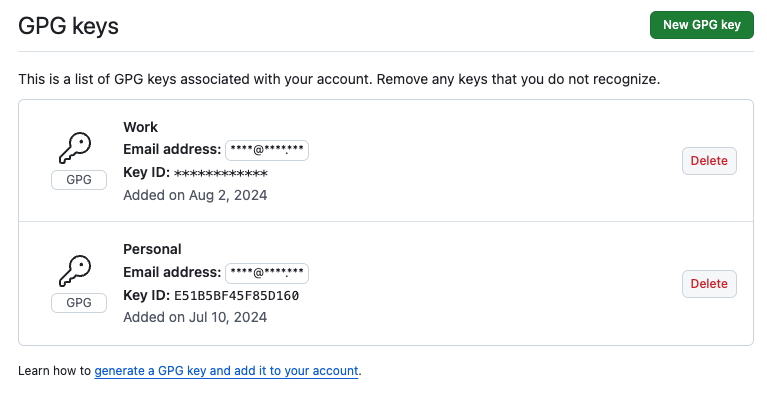 GPG keys
New GPG key
This is a list of GPG keys associated with your account. Remove any keys that you do not recognize.
Work
Email address: ****@****.***
GPG
Key ID: ************
Added on Aug 2, 2024
Delete
Personal
Email address: ****@****.***
GPG
Key ID: E51B5BF45F85D160
Added on Jul 10, 2024
Delete
Learn how to generate a GPG key and add it to your account.